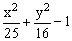 x²/25 + y²/16 − 1